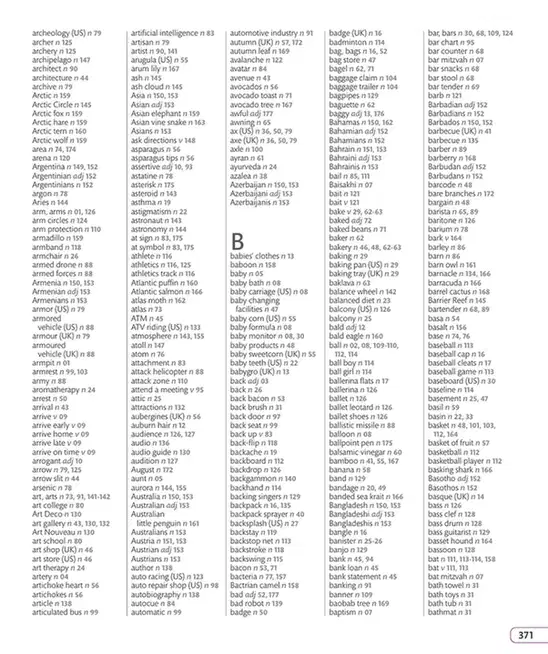 archeology (US) n 79
archer n 125
archery n 125
archipelago n 147
architect n 90
architecture n 44
archive n 79
Arctic n 159
Arctic Circle n 145
Arctic fox n 159
Arctic hare n 159
Arctic tern n 160
Arctic wolf n 159
area n 74, 174
arena n 120
Argentina n 149, 152
Argentinian adj 152
Argentinians n 152
argon n 78
Aries n 144
arm, arms n 01, 126
arm circles n 124
arm protection n 110
armadillo n 159
armband n 118
armchair n 26
armed drone n 88
armed forces n 88
Armenia n 150, 153
Armenian adj 153
Armenians n 153
armor (US) n 79
armored
vehicle (US) n 88
armour (UK) n 79
armoured
vehicle (UK) n 88
armpit n 01
armrest n 99, 103
army n 88
aromatherapy n 24
arrest n 50
arrival n 43
arrive v 09
arrive early v 09
arrive home v 09
arrive late v 09
arrive on time v 09
arrogant adj 10
arrow n 79, 125
arrow slit n 44
arsenic n 78
art, arts n 73, 91, 141-142
art college n 80
Art Deco n 130
art gallery n 43, 130, 132
Art Nouveau n 130
art school n 80
art shop (UK) n 46
art store (US) n 46
art therapy n 24
artery n 04
artichoke heart n 56
artichokes n 56
article n 138
articulated bus n 99
artificial intelligence n 83
artisan n 79
artist n 90, 141
arugula (US) n 55
arum lily n 167
ash n 145
ash cloud n 145
Asia n 150, 153
Asian adj 153
Asian elephant n 159
Asian vine snake n 163
Asians n 153
ask directions v 148
asparagus n 56
asparagus tips n 56
assertive adj 10, 93
astatine n 78
asterisk n 175
asteroid n 143
asthma n 19
astigmatism n 22
astronaut n 143
astronomy n 144
at sign n 83, 175
at symbol n 83, 175
athlete n 116
athletics n 116, 125
athletics track n 116
Atlantic puffin n 160
Atlantic salmon n 166
atlas moth n 162
atlas n 73
ATM n 45
ATV riding (US) n 133
atmosphere n 143, 155
atoll n 147
atom n 76
attachment n 83
attack helicopter n 88
attack zone n 110
attend a meeting v 95
attic n 25
attractions n 132
aubergines (UK) n 56
auburn hair n 12
audience n 126, 127
audio n 136
audio guide n 130
audition n 127
August n 172
aunt n 05
aurora n 144, 155
Australia n 150, 153
Australian adj 153
Australian
little penguin n 161
Australians n 153
Austria n 151, 153
Austrian adj 153
Austrians n 153
author n 138
auto racing (US) n 123
auto repair shop (US) n 98
autobiography n 138
autocue n 84
automatic n 99
automotive industry n 91
autumn (UK) n 57, 172
autumn leaf n 169
avalanche n 122
avatar n 84
avenue n 43
avocados n 56
avocado toast n 71
avocado tree n 167
awful adj 177
awning n 65
ax (US) n 36, 50, 79
axe (UK) n 36, 50, 79
axle n 100
ayran n 61
ayurveda n 24
azalea n 38
Azerbaijan n 150, 153
Azerbaijani adj 153
Azerbaijanis n 153
B
babies' clothes n 13
baboon n 158
baby n 05
baby bath n 08
baby carriage (US) n 08
baby changing
facilities n 47
baby corn (US) n 55
baby formula n 08
baby monitor n 08, 30
baby products n 48
baby sweetcorn (UK) n 55
baby teeth (US) n 22
babygro (UK) n 13
back adj 03
back n 26
back bacon n 53
back brush n 31
back door n 97
back seat n 99
back up v 83
back-flip n 118
backache n 19
backboard n 112
backdrop n 126
backgammon n 140
backhand n 114
backing singers n 129
backpack n 16, 135
backpack sprayer n 40
backsplash (US) n 27
backstay n 119
backstop net n 113
backstroke n 118
backswing n 115
bacon n 53, 71
bacteria n 77, 157
Bactrian camel n 158
bad adj 52, 177
bad robot n 139
badge n 50
badge (UK) n 16
badminton n 114
bag, bags n 16, 52
bag store n 47
bagel n 62, 71
baggage claim n 104
baggage trailer n 104
bagpipes n 129
baguette n 62
baggy adj 13, 176
Bahamas n 150, 162
Bahamian adj 152
Bahamians n 152
Bahrain n 151, 153
Bahraini adj 153
Bahrainis n 153
bail n 85, 111
Baisakhi n 07
bait n 121
bait v 121
bake v 29, 62-63
baked adj 72
baked beans n 71
baker n 62
bakery n 46, 48, 62-63
baking n 29
baking pan (US) n 29
baking tray (UK) n 29
baklava n 63
balance wheel n 142
balanced diet n 23
balcony (US) n 126
balcony n 25
bald adj 12
bald eagle n 160
ball n 02, 08, 109-110,
112, 114
ball boy n 114
ball girl n 114
ballerina flats n 17
ballerina n 126
ballet n 126
ballet leotard n 126
ballet shoes n 126
ballistic missile n 88
balloon n 08
ballpoint pen n 175
balsamic vinegar n 60
bamboo n 41, 55, 167
banana n 58
band n 129
bandage n 20, 49
banded sea krait n 166
Bangladesh n 150, 153
Bangladeshi adj 153
Bangladeshis n 153
bangle n 16
banister n 25-26
banjo n 129
bank n 45, 94
bank loan n 45
bank statement n 45
banking n 91
banner n 109
baobab tree n 169
baptism n 07
bar, bars n 30, 68, 109, 124
bar chart n 95
bar counter n 68
bar mitzvah n 07
bar snacks n 68
bar stool n 68
bar tender n 69
barb n 121
Barbadian adj 152
Barbadians n 152
Barbados n 150, 152
barbecue (UK) n 41
barbecue n 135
barber n 89
barberry n 168
Barbudan adj 152
Barbudans n 152
barcode n 48
bare branches n 172
bargain n 48
barista n 65, 89
baritone n 126
barium n 78
bark v 164
barley n 86
barn n 86
barn owl n 161
barnacle n 134, 166
barracuda n 166
barrel cactus n 168
Barrier Reef n 145
bartender n 68, 89
basa n 54
basalt n 156
base n 74, 76
baseball n 113
baseball cap n 16
baseball cleats n 17
baseball game n 113
baseboard (US) n 30
baseline n 114
basement n 25, 47
basil n 59
basin n 22, 33
basket n 48, 101, 103,
112, 164
basket of fruit n 57
basketball n 112
basketball player n 112
basking shark n 166
Basotho adj 152
Basothos n 152
basque (UK) n 14
bass n 126
bass clef n 128
bass drum n 128
bass guitarist n 129
basset hound n 164
bassoon n 128
bat n 111, 113-114, 158
bat v 111, 113
bat mitzvah n 07
bath towel n 31
bath toys n 31
bath tub n 31
bathmat n 31
371